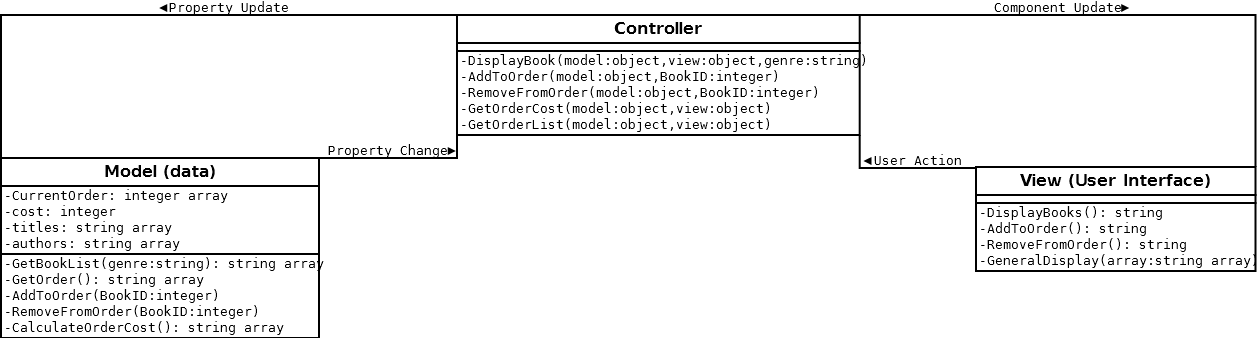 ◄Property Update
Component Update►
Controller
-DisplayBook(model:object,view:object,genre:string)
-AddToOrder(model:object,BookID:integer)
-RemoveFromOrder(model:object,BookID:integer)
-GetOrderCost(model:object,view:object)
-GetOrderList(model:object,view:object)
Property Change►
◄User Action
Model (data)
-CurrentOrder: integer array
-cost: integer
-titles: string array
-authors: string array
-GetBookList(genre:string): string array
-GetOrder(): string array
-AddToOrder(BookID:integer)
-RemoveFromOrder(BookID:integer)
-CalculateOrderCost(): string array
View (User Interface)
-DisplayBooks(): string
-AddToOrder(): string
-RemoveFromOrder(): string
-GeneralDisplay(array:string array)